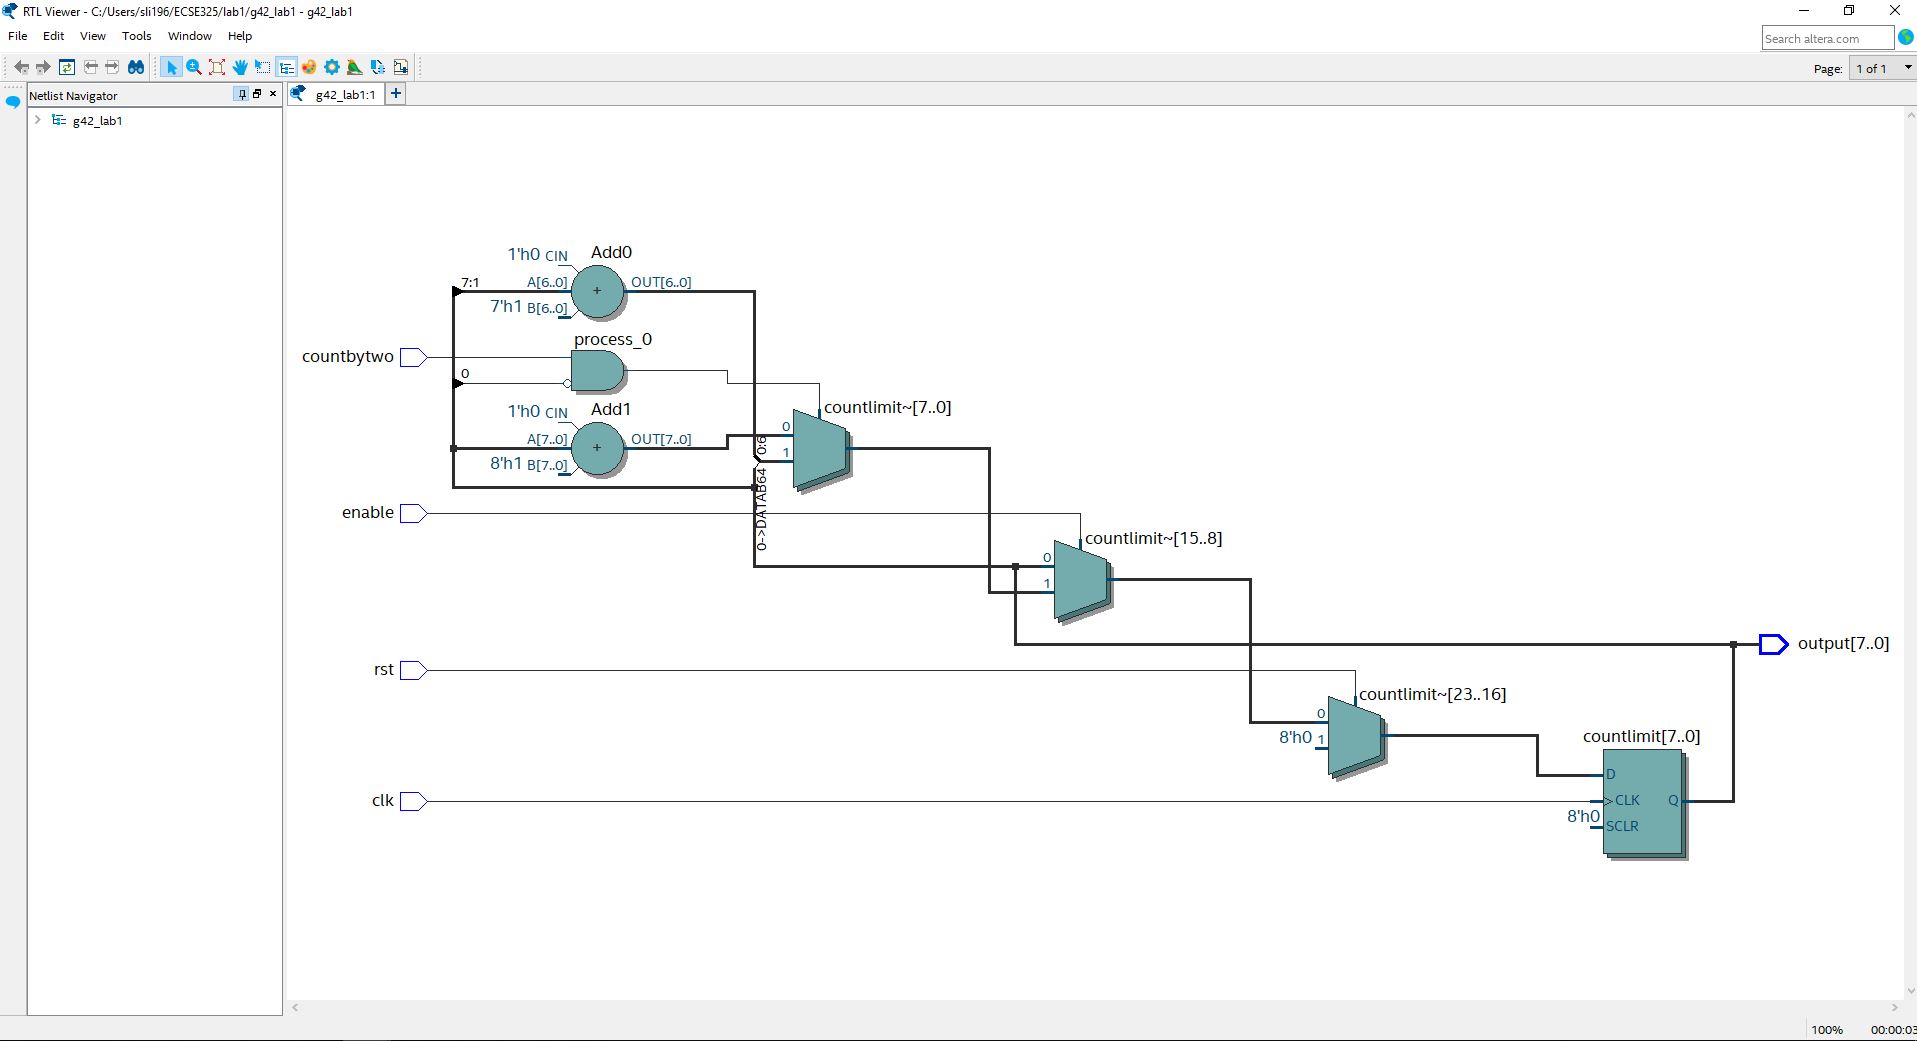 RTL Viewer - C:/Users/sli196/ECSE325/lab1/g42_lab1 - g42_lab1
File Edit View Tools Window Help
Search altera.com
Page: 1 of 1
Netlist Navigator
g42_lab1:1
g42_lab1
Add0
1'h0 CIN
7:1
A[6..0]
OUT[6..0]
+
7'h1 B[6..0]
process_0
countbytwo
0
1'h0 CIN
Add1
countlimit~[7..0]
A[7..0]
OUT[7..0]
+
8'h1 B[7..0]
0
1
0:6
0->DATAB64
enable
countlimit~[15..8]
0
1
output[7..0]
rst
countlimit~[23..16]
0
8'h0 1
countlimit[7..0]
D
clk
CLK
Q
8'h0
SCLR
100%
00:00:03